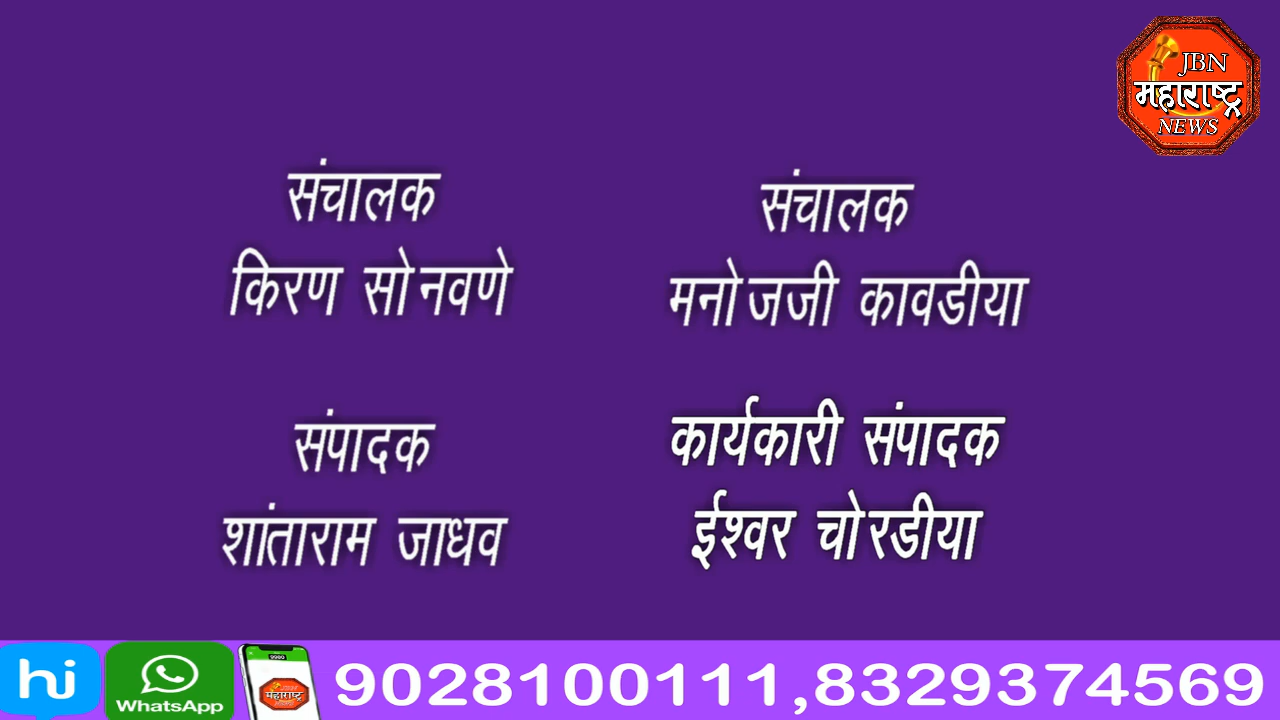 JBN
महाराष्ट्र
NEWS
संचालक
किरण सोनवणे
संचालक
मनोजजी कावडीया
संपादक
शांताराम जाधव
कार्यकारी संपादक
ईश्वर चोरडीया
hi
WhatsApp
महाराष्ट्र
9028100111,8329374569